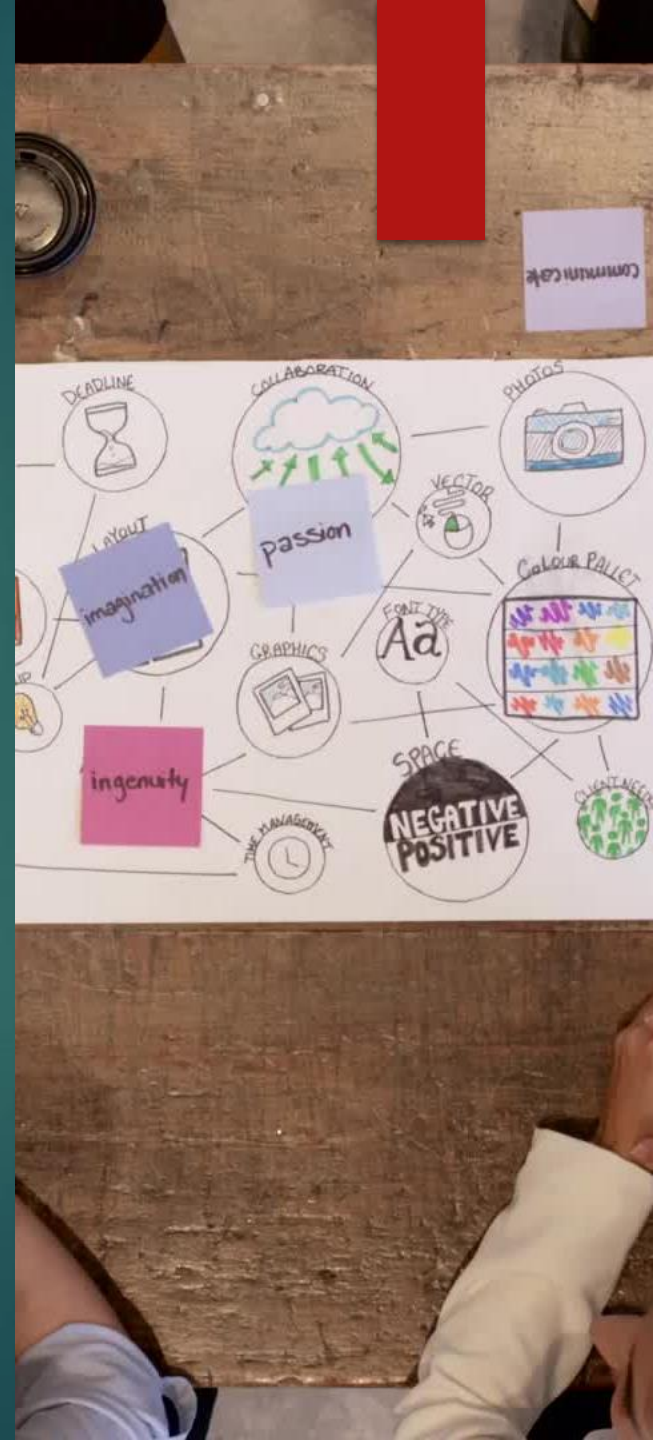 communicate
DEADLINE
COLLABORATION
PHOTOS
VECTOR
LAYOUT
passion
imagination
COLOUR PALLET
FONT TYPE
Aa
GRAPHICS
UP
ingenuity
SPACE
NEGATIVE
POSITIVE
TIME MANAGEMENT
CLIENT NEEDS